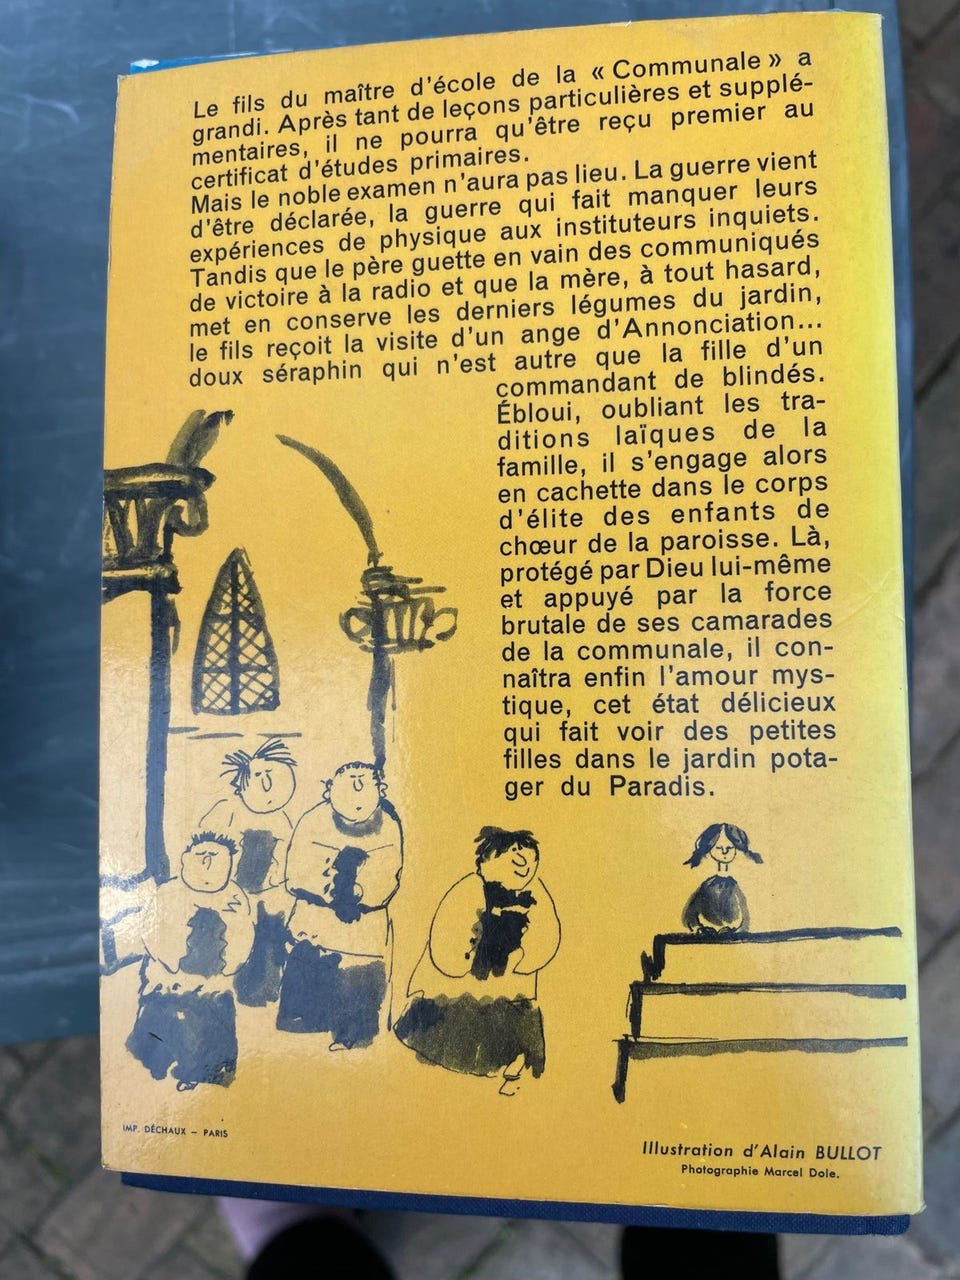 Le fils du maître d'école de la « Communale » a
grandi. Après tant de leçons particulières et supplé-
mentaires, il ne pourra qu'être reçu premier au
certificat d'études primaires.
Mais le noble examen n'aura pas lieu. La guerre vient
d'être déclarée, la guerre qui fait manquer leurs
expériences de physique aux instituteurs inquiets.
Tandis que le père guette en vain des communiqués
de victoire à la radio et que la mère, à tout hasard,
met en conserve les derniers légumes du jardin,
le fils reçoit la visite d'un ange d'Annonciation...
doux séraphin qui n'est autre que la fille d'un
commandant de blindés.
Ébloui, oubliant les tra-
ditions laïques de la
famille, il s'engage alors
en cachette dans le corps
d'élite des enfants de
chœur de la paroisse. Là,
protégé par Dieu lui-même
et appuyé par la force
brutale de ses camarades
de la communale, il con-
naîtra enfin l'amour mys-
tique, cet état délicieux
qui fait voir des petites
filles dans le jardin pota-
ger du Paradis.
IMP. DÉCHAUX – PARIS
Illustration d'Alain BULLOT
Photographie Marcel Dole.